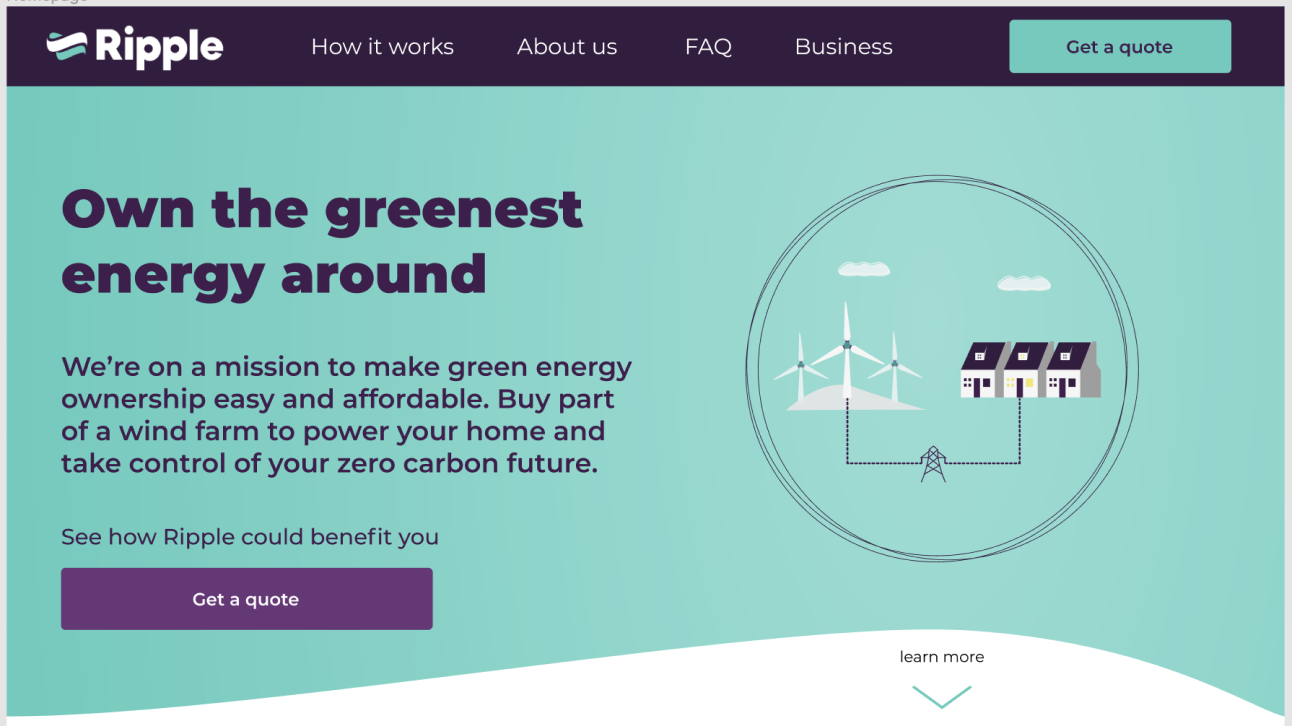 Homepage
Ripple
How it works
About us
FAQ
Business
Get a quote
Own the greenest
energy around
We’re on a mission to make green energy
ownership easy and affordable. Buy part
of a wind farm to power your home and
take control of your zero carbon future.
See how Ripple could benefit you
Get a quote
learn more